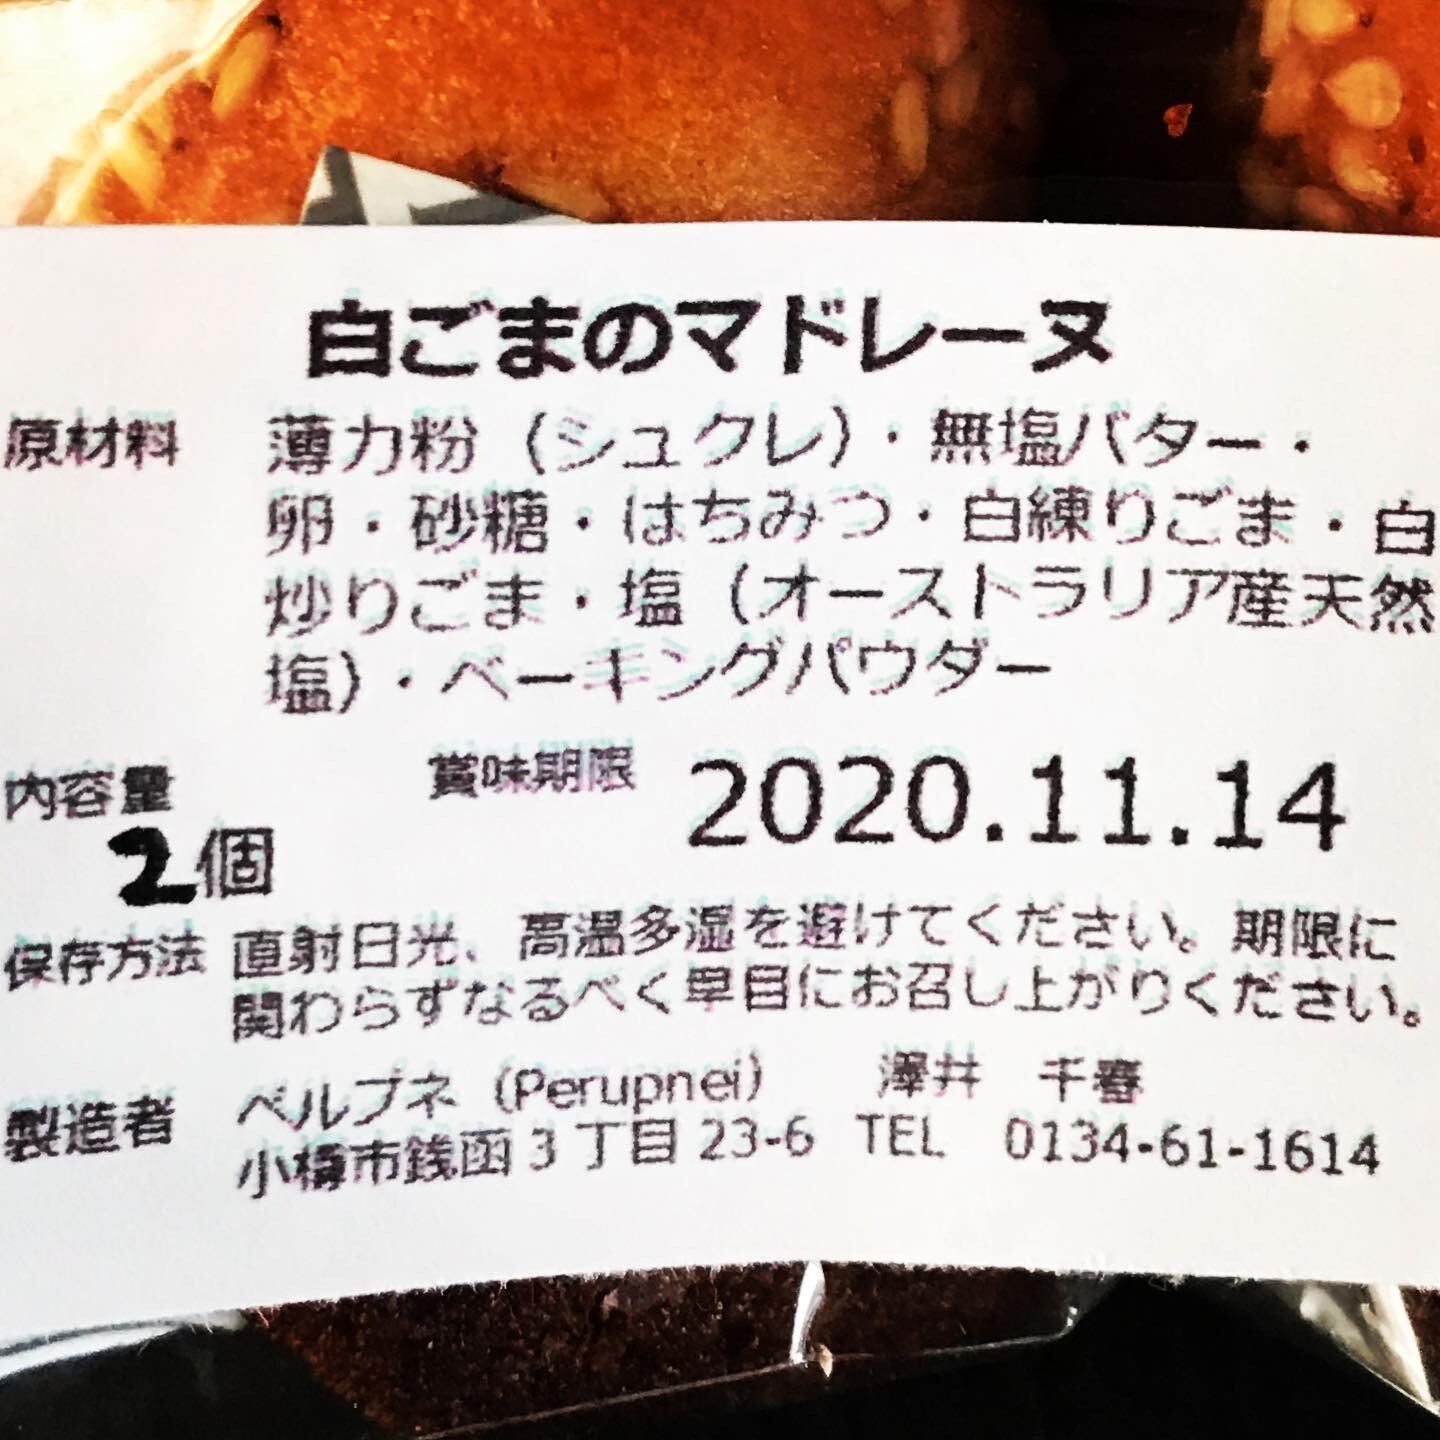 白ごまのマドレーヌ
原材料 薄力粉（シュクレ）・無塩バター・
卵・砂糖・はちみつ・白練りごま・白
炒りごま・塩（オーストラリア産天然
塩）・ベーキングパウダー
内容量 賞味期限 2020.11.14
2個
保存方法 直射日光、高温多湿を避けてください。期限に
関わらずなるべく早目にお召し上がりください。
製造者 ペルプネ（Perupnei） 澤井 千春
小樽市銭函3丁目23-6 TEL 0134-61-1614